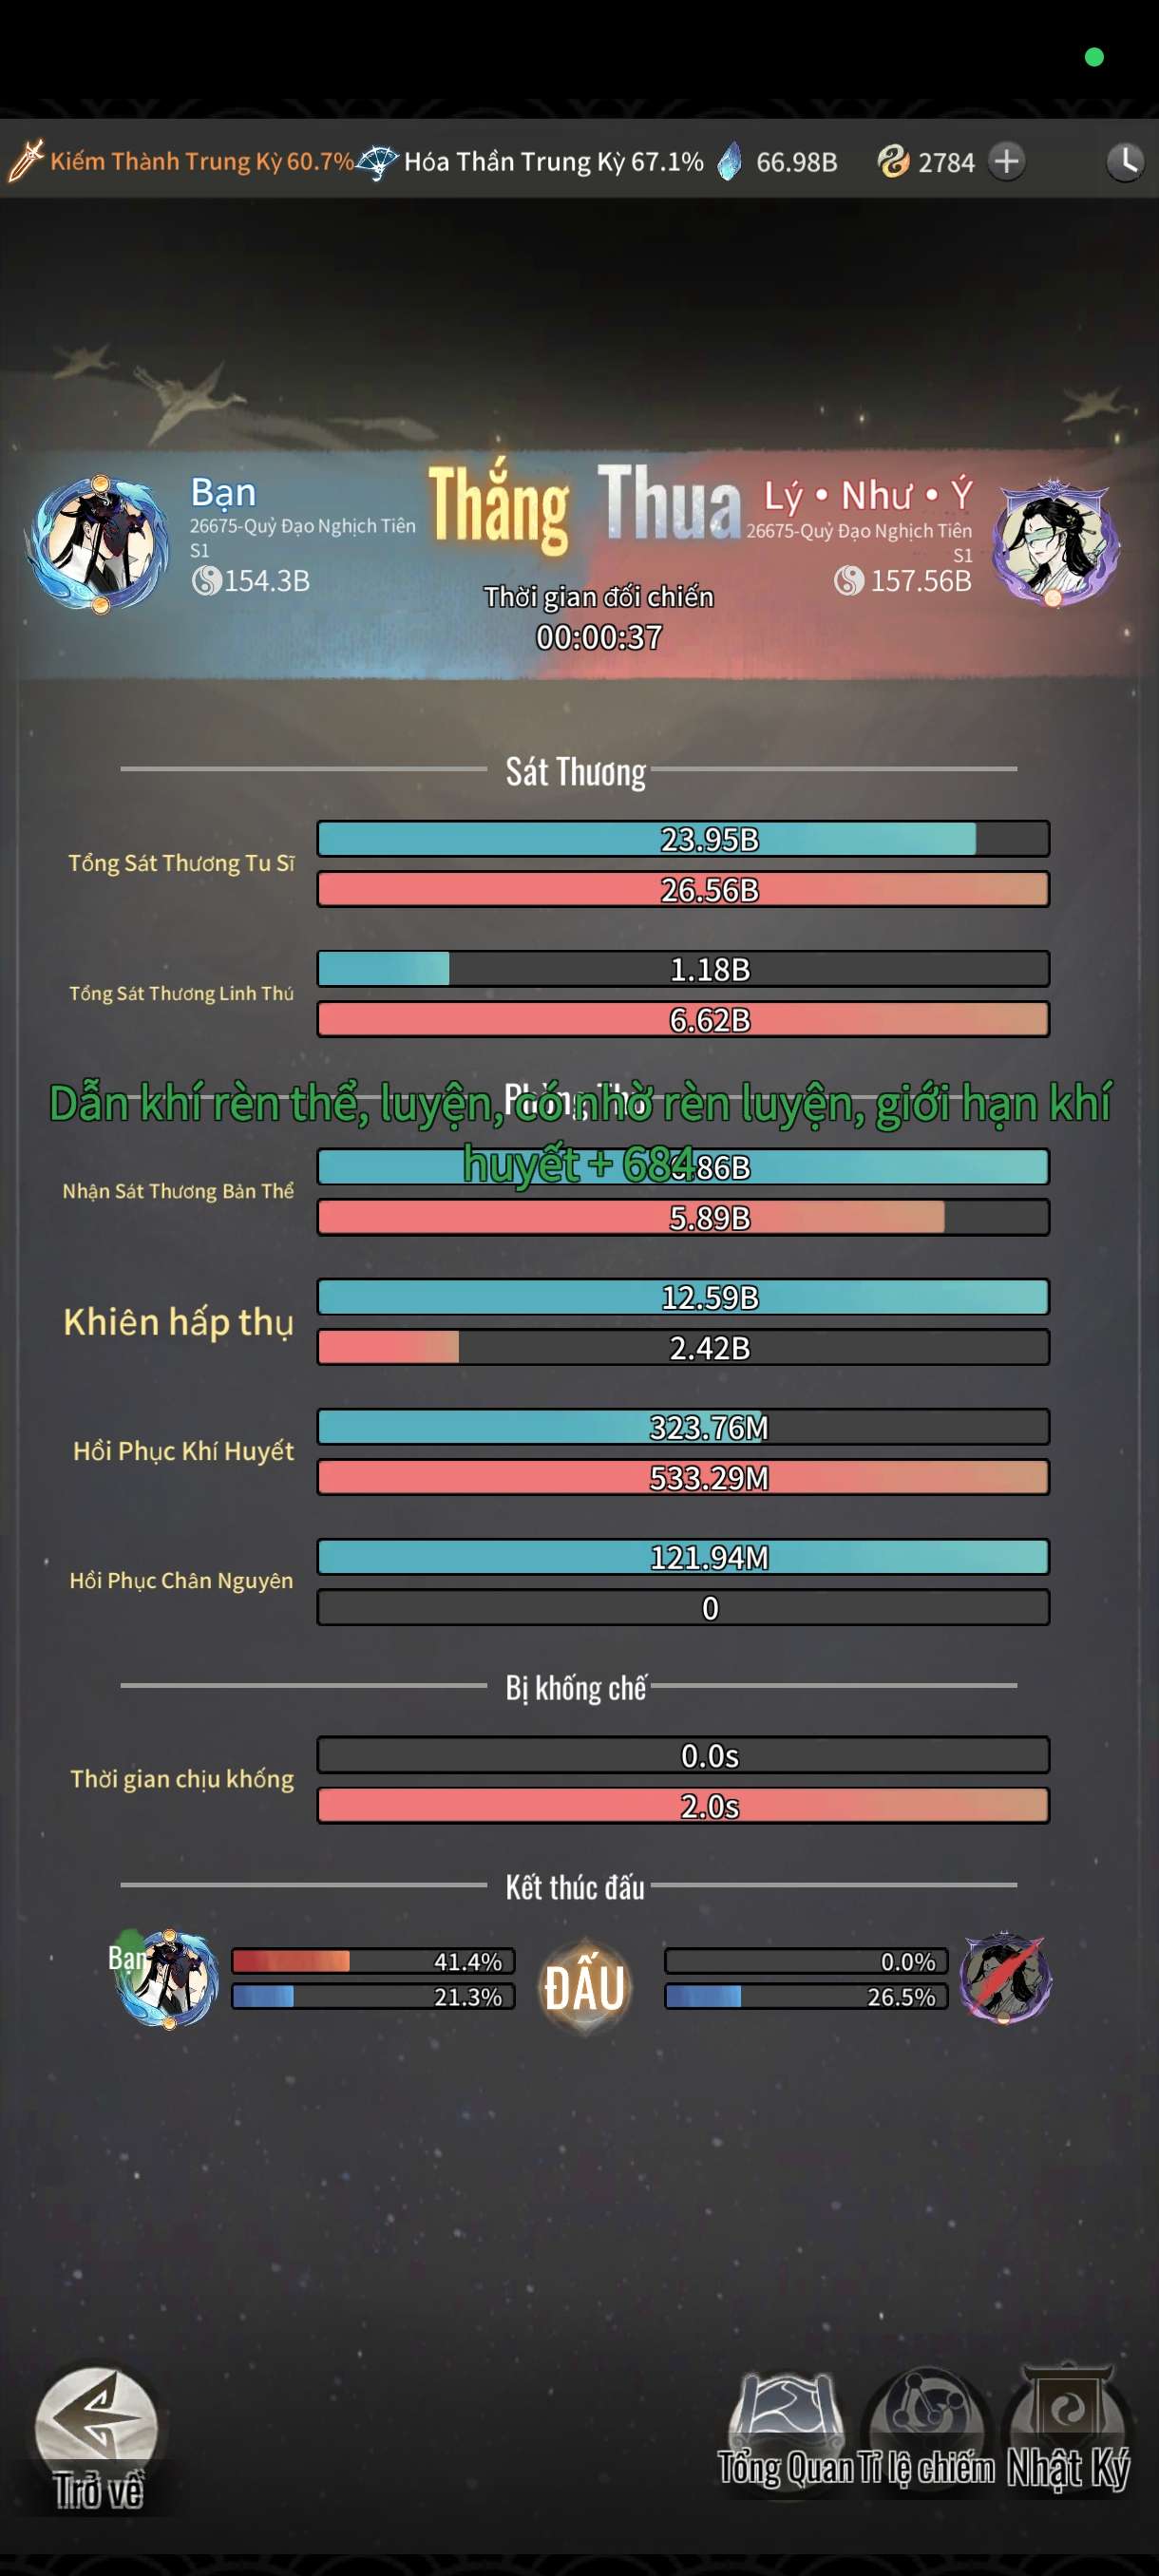 Kiếm Thành Trung Kỳ 60.7% Hóa Thần Trung Kỳ 67.1% 66.98B 2784
Bạn
26675-Quỷ Đạo Nghịch Tiên
S1
154.3B
Thắng Thua
Lý • Như • Ý
26675-Quỷ Đạo Nghịch Tiên
S1
157.56B
Thời gian đối chiến
00:00:37
Sát Thương
Tổng Sát Thương Tu Sĩ
23.95B
26.56B
Tổng Sát Thương Linh Thú
1.18B
6.62B
Dẫn khí rèn thể, luyện, có nhờ rèn luyện, giới hạn khí
huyết + 684
Nhận Sát Thương Bản Thể
86B
5.89B
Khiên hấp thụ
12.59B
2.42B
Hồi Phục Khí Huyết
323.76M
533.29M
Hồi Phục Chân Nguyên
121.94M
0
Bị khống chế
Thời gian chịu khống
0.0s
2.0s
Kết thúc đấu
Bạn
41.4%
21.3%
ĐẤU
0.0%
26.5%
Trở về
Tổng Quan Tỉ lệ chiếm Nhật Ký